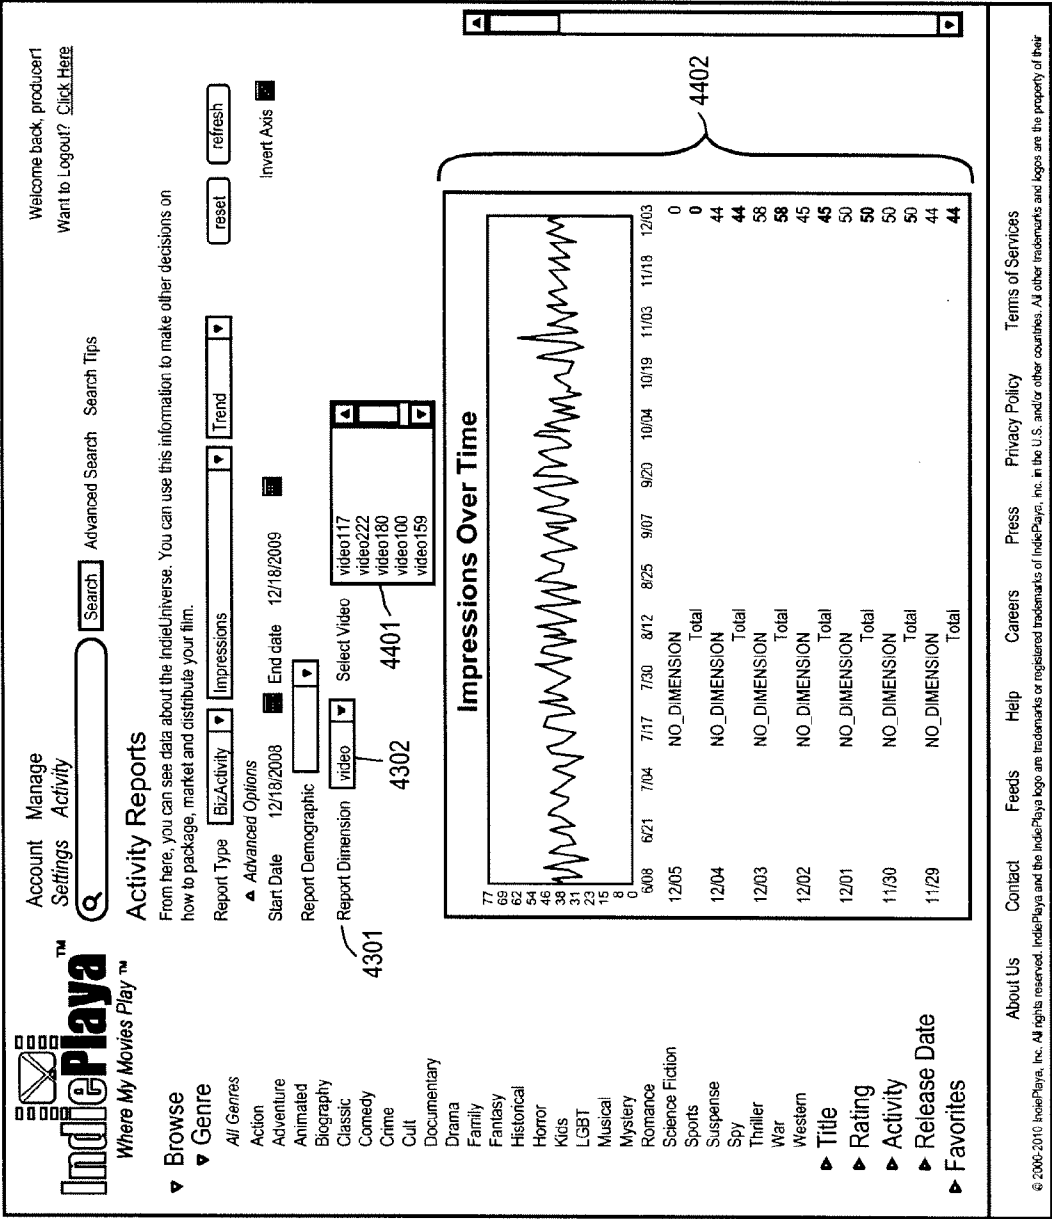 IndiePlaya™
Where My Movies Play ™
Account Manage
Settings Activity
Welcome back, producer1
Want to Logout? Click Here
Search Advanced Search Search Tips
▼ Browse
▼ Genre
All Genres
Action
Adventure
Animated
Biography
Classic
Comedy
Crime
Cult
Documentary
Drama
Family
Fantasy
Historical
Horror
Kids
LGBT
Musical
Mystery
Romance
Science Fiction
Sports
Suspense
Spy
Thriller
War
Western
Title
Rating
Activity
Release Date
Favorites
Activity Reports
From here, you can see data about the IndieUniverse. You can use this information to make other decisions on
how to package, market and distribute your film.
Report Type BizActivity Impressions Trend reset refresh
▲ Advanced Options
Start Date 12/18/2008 End date 12/18/2009 Invert Axis
Report Demographic
Report Dimension video Select Video
video117
video222
video180
video100
video159
4301
4302
4401
4402
Impressions Over Time
77
69
62
54
46
38
31
23
15
8
0
6/08 6/21 7/04 7/17 7/30 8/12 8/25 9/07 9/20 10/04 10/19 11/03 11/18 12/03
12/05 NO_DIMENSION 0
Total 0
12/04 NO_DIMENSION 44
Total 44
12/03 NO_DIMENSION 58
Total 58
12/02 NO_DIMENSION 45
Total 45
12/01 NO_DIMENSION 50
Total 50
11/30 NO_DIMENSION 50
Total 50
11/29 NO_DIMENSION 44
Total 44
About Us Contact Feeds Help Careers Press Privacy Policy Terms of Services
© 2000-2010 IndiePlaya, Inc. All rights reserved. IndiePlaya and the IndiePlaya logo are trademarks or registered trademarks of IndiePlaya, Inc. in the U.S. and/or other countries. All other trademarks and logos are the property of their